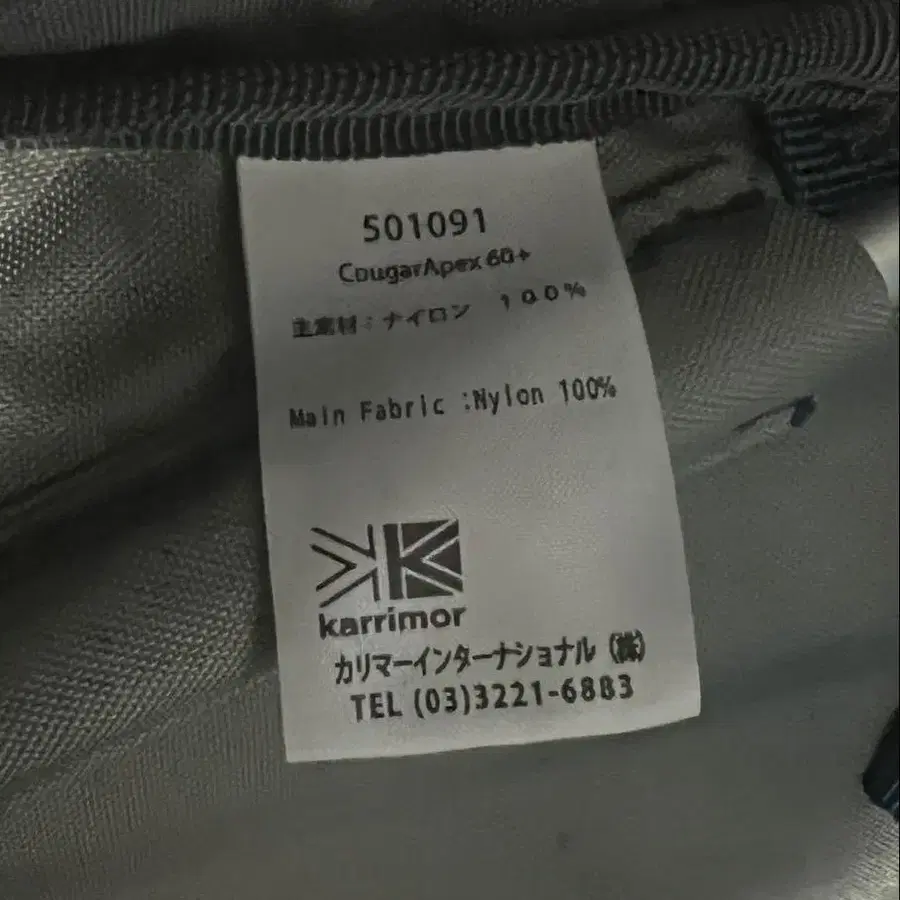 501091
CougarApex 60+
主素材：ナイロン 100%
Main Fabric :Nylon 100%
karrimor
カリマーインターナショナル (株)
TEL (03)3221-6883